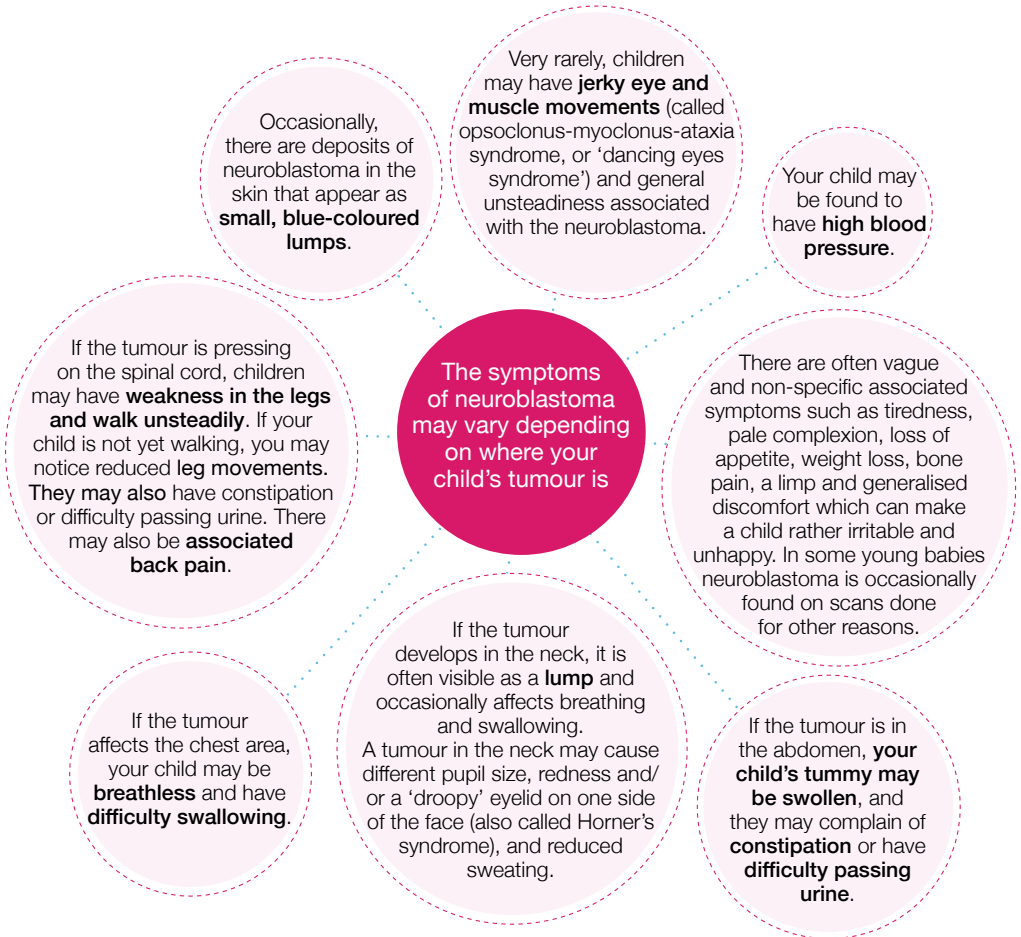 The symptoms
of neuroblastoma
may vary depending
on where your
child's tumour is
Occasionally,
there are deposits of
neuroblastoma in the
skin that appear as
small, blue-coloured
lumps.
Very rarely, children
may have jerky eye and
muscle movements (called
opsoclonus-myoclonus-ataxia
syndrome, or ‘dancing eyes
syndrome’) and general
unsteadiness associated
with the neuroblastoma.
Your child may
be found to
have high blood
pressure.
There are often vague
and non-specific associated
symptoms such as tiredness,
pale complexion, loss of
appetite, weight loss, bone
pain, a limp and generalised
discomfort which can make
a child rather irritable and
unhappy. In some young babies
neuroblastoma is occasionally
found on scans done
for other reasons.
If the tumour is in
the abdomen, your
child’s tummy may
be swollen, and
they may complain of
constipation or have
difficulty passing
urine.
If the tumour
develops in the neck, it is
often visible as a lump and
occasionally affects breathing
and swallowing.
A tumour in the neck may cause
different pupil size, redness and/
or a ‘droopy’ eyelid on one side
of the face (also called Horner’s
syndrome), and reduced
sweating.
If the tumour
affects the chest area,
your child may be
breathless and have
difficulty swallowing.
If the tumour is pressing
on the spinal cord, children
may have weakness in the legs
and walk unsteadily. If your
child is not yet walking, you may
notice reduced leg movements.
They may also have constipation
or difficulty passing urine. There
may also be associated
back pain.